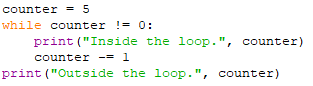 counter = 5
while counter != 0:
    print("Inside the loop.", counter)
    counter -= 1
print("Outside the loop.", counter)